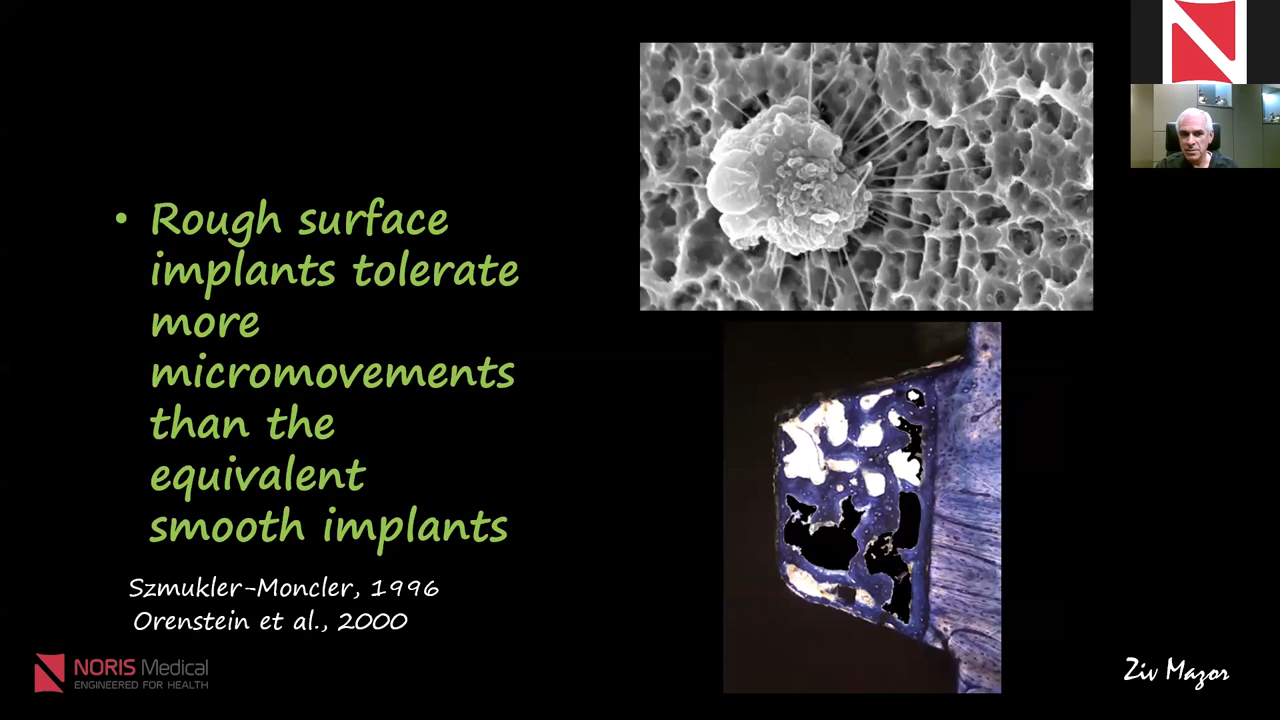 • Rough surface
implants tolerate
more
micromovements
than the
equivalent
smooth implants
Szmukler-Moncler, 1996
Orenstein et al., 2000
NORIS Medical
ENGINEERED FOR HEALTH
Ziv Mazor
N